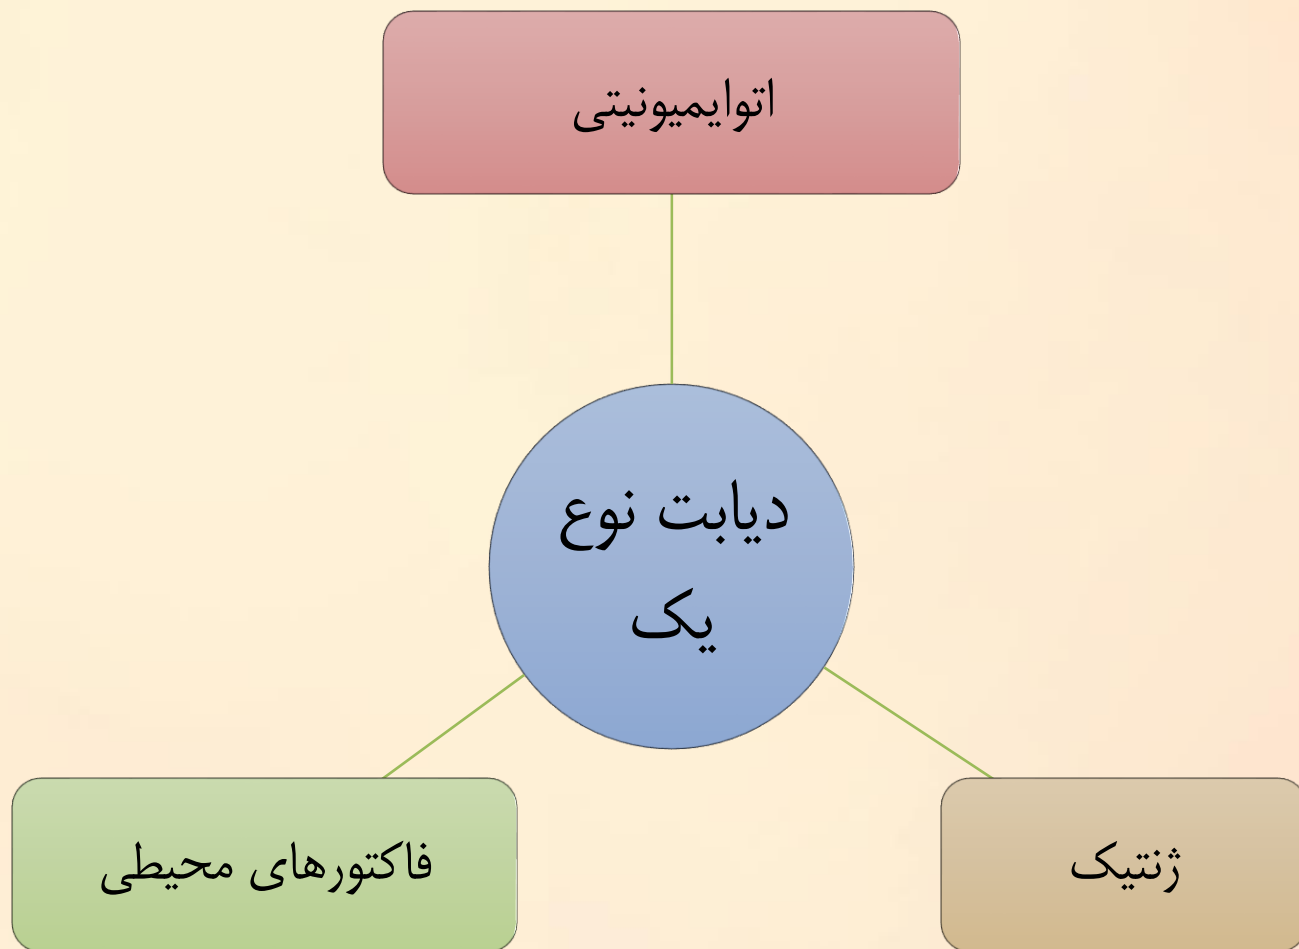 اتوایمیونیتی
دیابت نوع
یک
ژنتیک
فاکتورهای محیطی